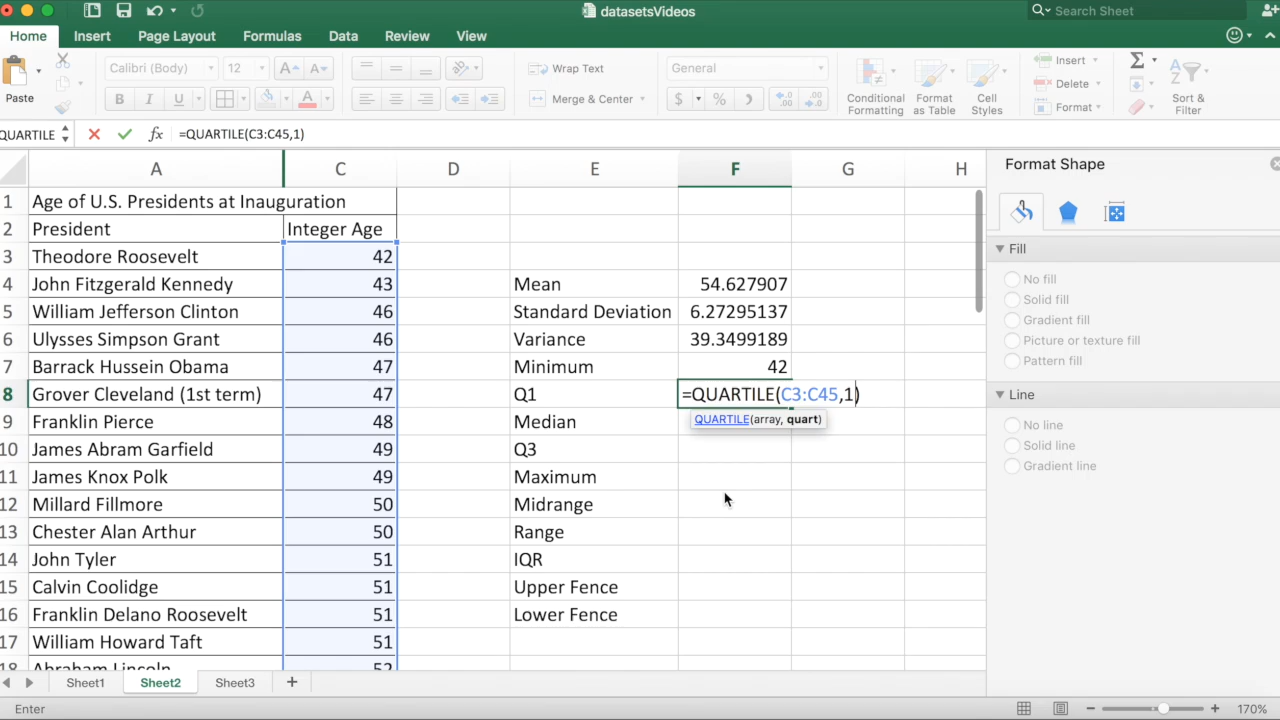 datasetsVideos
Search Sheet
Home Insert Page Layout Formulas Data Review View
Paste
Calibri (Body) 12 A A
B I U A
Wrap Text
Merge & Center
General
$ % )
Conditional Formatting
Format as Table
Cell Styles
Insert
Delete
Format
Σ
Sort & Filter
QUARTILE fx =QUARTILE(C3:C45,1)
A C D E F G H
1 Age of U.S. Presidents at Inauguration
2 President Integer Age
3 Theodore Roosevelt 42
4 John Fitzgerald Kennedy 43 Mean 54.627907
5 William Jefferson Clinton 46 Standard Deviation 6.27295137
6 Ulysses Simpson Grant 46 Variance 39.3499189
7 Barrack Hussein Obama 47 Minimum 42
8 Grover Cleveland (1st term) 47 Q1 =QUARTILE(C3:C45,1)
9 Franklin Pierce 48 Median
QUARTILE(array, quart)
10 James Abram Garfield 49 Q3
11 James Knox Polk 49 Maximum
12 Millard Fillmore 50 Midrange
13 Chester Alan Arthur 50 Range
14 John Tyler 51 IQR
15 Calvin Coolidge 51 Upper Fence
16 Franklin Delano Roosevelt 51 Lower Fence
17 William Howard Taft 51
18 Abraham Lincoln 52
Format Shape
Fill
No fill
Solid fill
Gradient fill
Picture or texture fill
Pattern fill
Line
No line
Solid line
Gradient line
Sheet1 Sheet2 Sheet3 +
Enter
170%